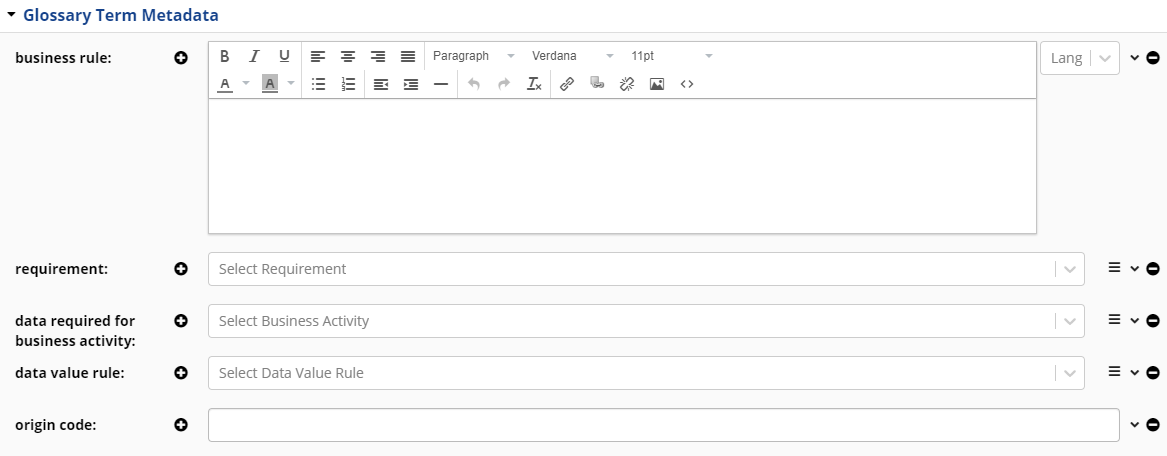 Glossary Term Metadata
business rule:
B I U Paragraph Verdana 11pt
Lang
A A
requirement:
Select Requirement
data required for
business activity:
Select Business Activity
data value rule:
Select Data Value Rule
origin code: